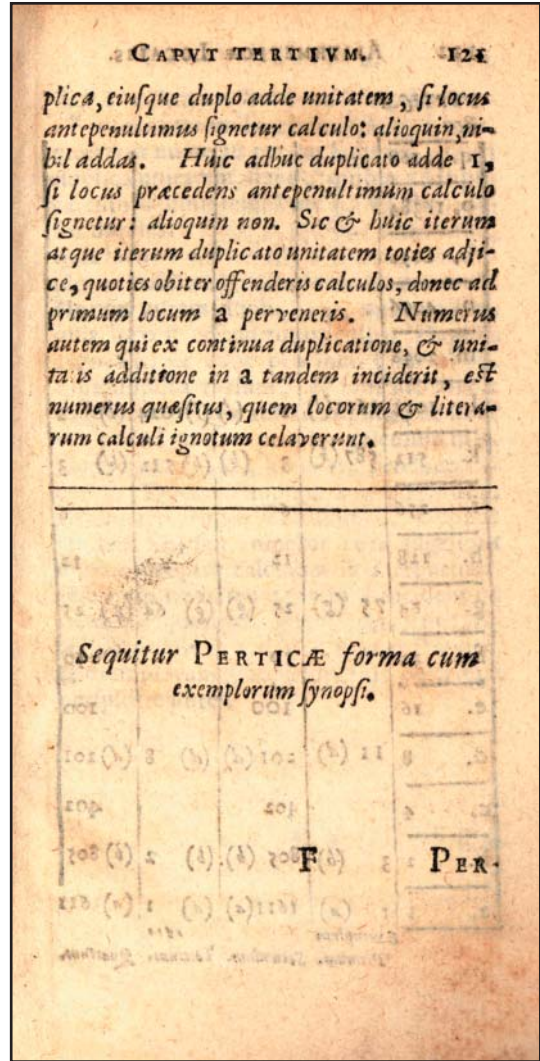 CAPVT TERTIVM. 121
plica, eiuſque duplo adde unitatem, ſi locus
antepenultimus ſignetur calculo: alioquin, ni-
hil addas. Huic adhuc duplicato adde 1,
ſi locus præcedens antepenultimum calculo
ſignetur: alioquin non. Sic & huic iterum
atque iterum duplicato unitatem toties adji-
ce, quoties obiter offenderis calculos, donec ad
primum locum a perveneris. Numerus
autem qui ex continua duplicatione, & uni-
tatis additione in a tandem inciderit, est
numerus quæſitus, quem locorum & litera-
rum calculi ignotum celaverunt.
Sequitur PERTICÆ forma cum
exemplorum ſynopſi.
F PER-